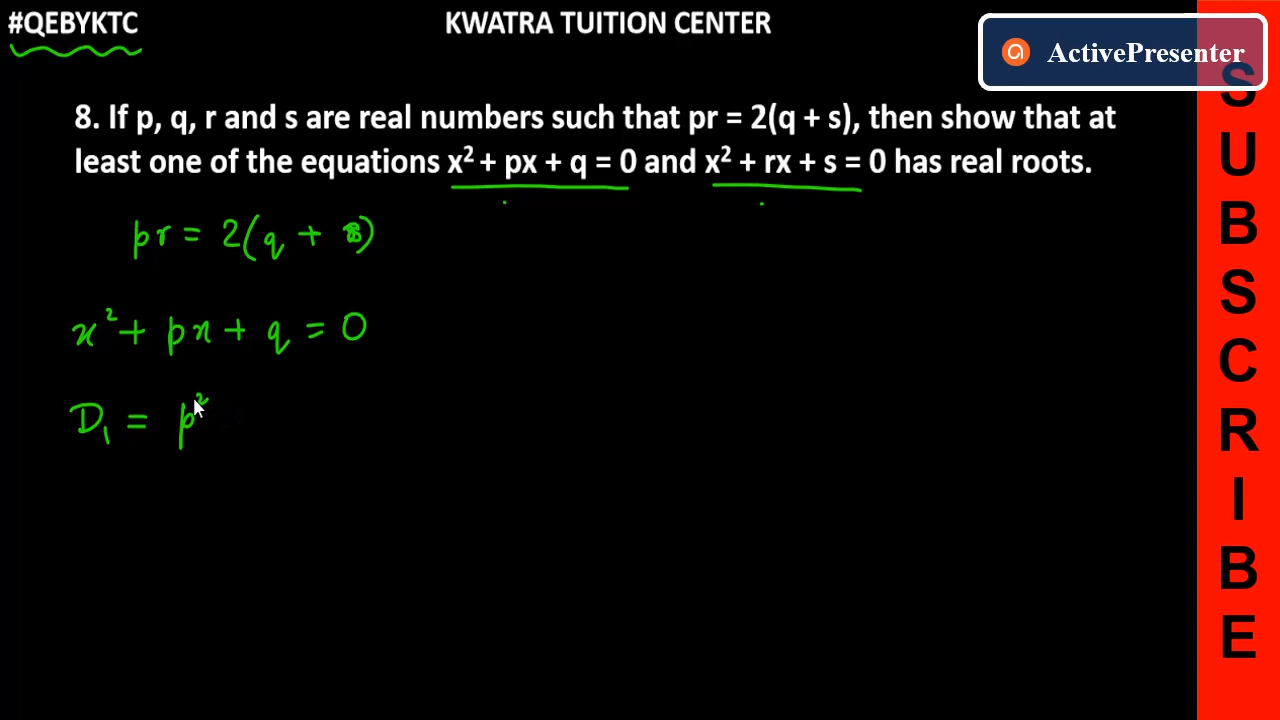 #QEBYKTC
KWATRA TUITION CENTER
ActivePresenter
8. If p, q, r and s are real numbers such that pr = 2(q + s), then show that at
least one of the equations x² + px + q = 0 and x² + rx + s = 0 has real roots.
pr = 2(q + s)
x² + px + q = 0
D₁ = p²
SUBSCRIBE